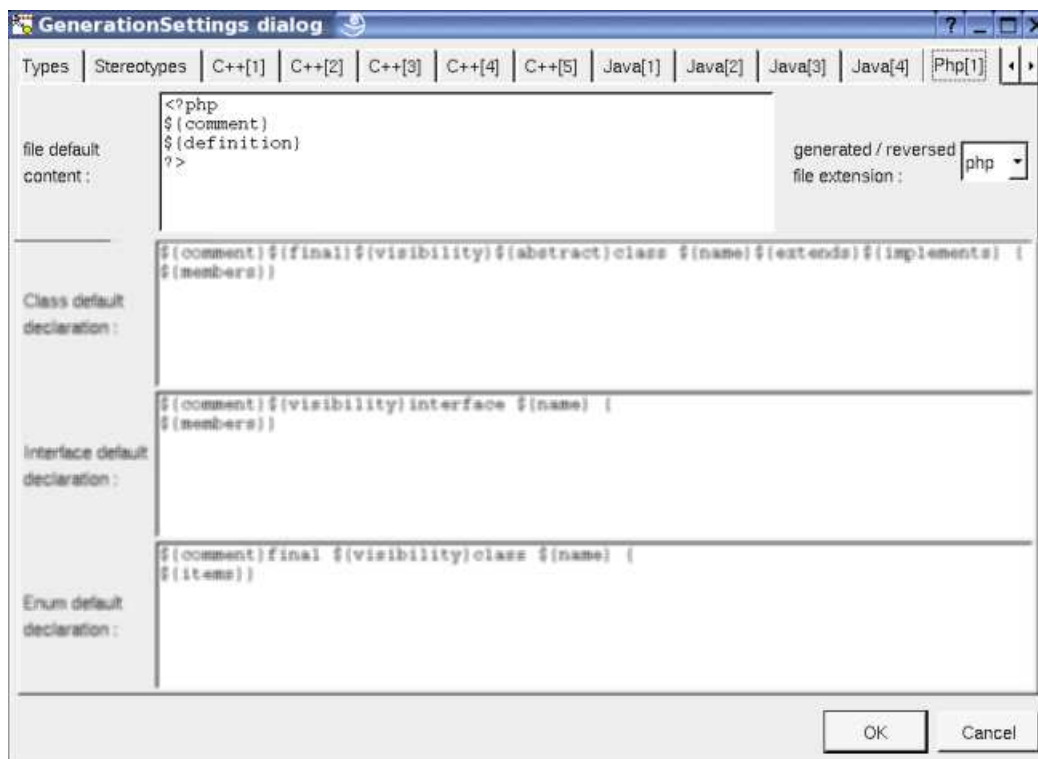 GenerationSettings dialog
Types Stereotypes C++[1] C++[2] C++[3] C++[4] C++[5] Java[1] Java[2] Java[3] Java[4] Php[1]
file default
content :
<?php
${comment}
${definition}
?>
generated / reversed
file extension :
php
Class default
declaration :
${comment}${final}${visibility}${abstract}class ${name}${extends}${implements} {
${members}}
Interface default
declaration :
${comment}${visibility}interface ${name} {
${members}}
Enum default
declaration :
${comment}final ${visibility}class ${name} {
${items}}
OK Cancel